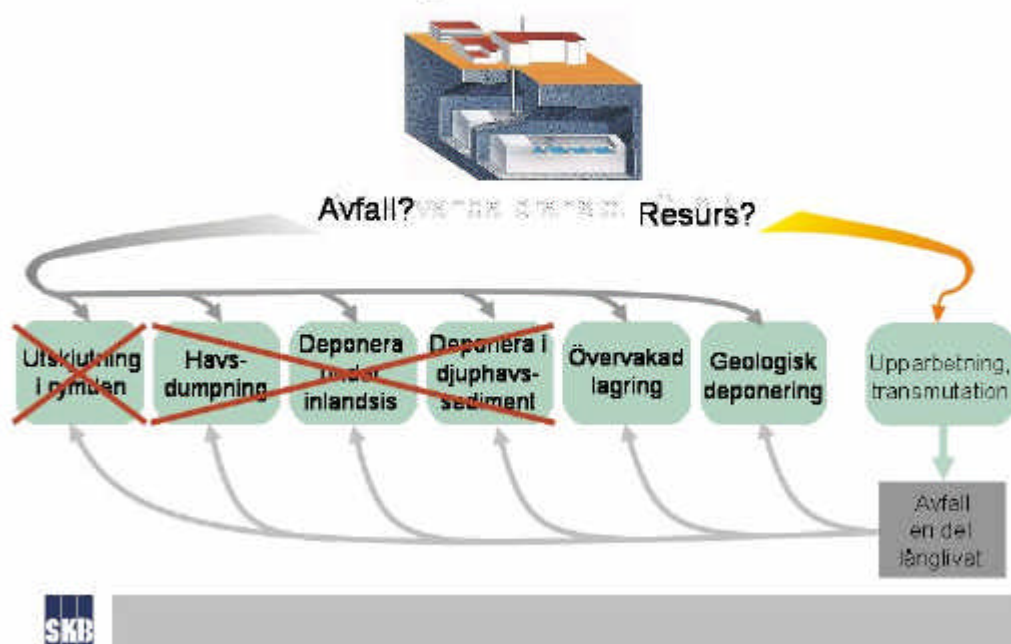 Avfall?
Resurs?
Utskjutning
i rymden
Havs-
dumpning
Deponera
under
inlandsis
Deponera i
djuphavs-
sediment
Övervakad
lagring
Geologisk
deponering
Upparbetning,
transmutation
Avfall
en del
långlivat
SKB